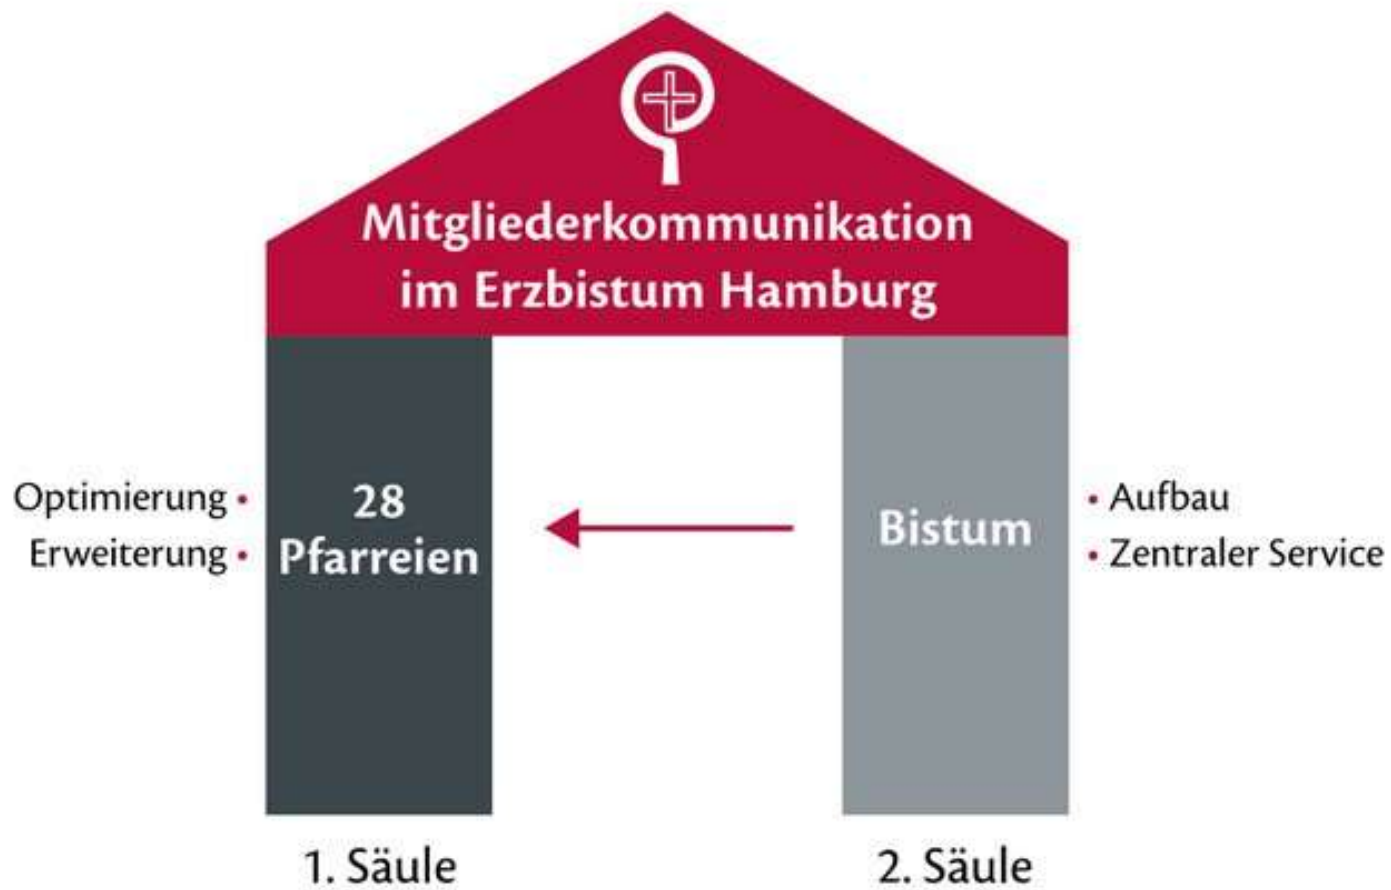 Mitgliederkommunikation
im Erzbistum Hamburg
Optimierung •
Erweiterung •
28
Pfarreien
Bistum
• Aufbau
• Zentraler Service
1. Säule
2. Säule